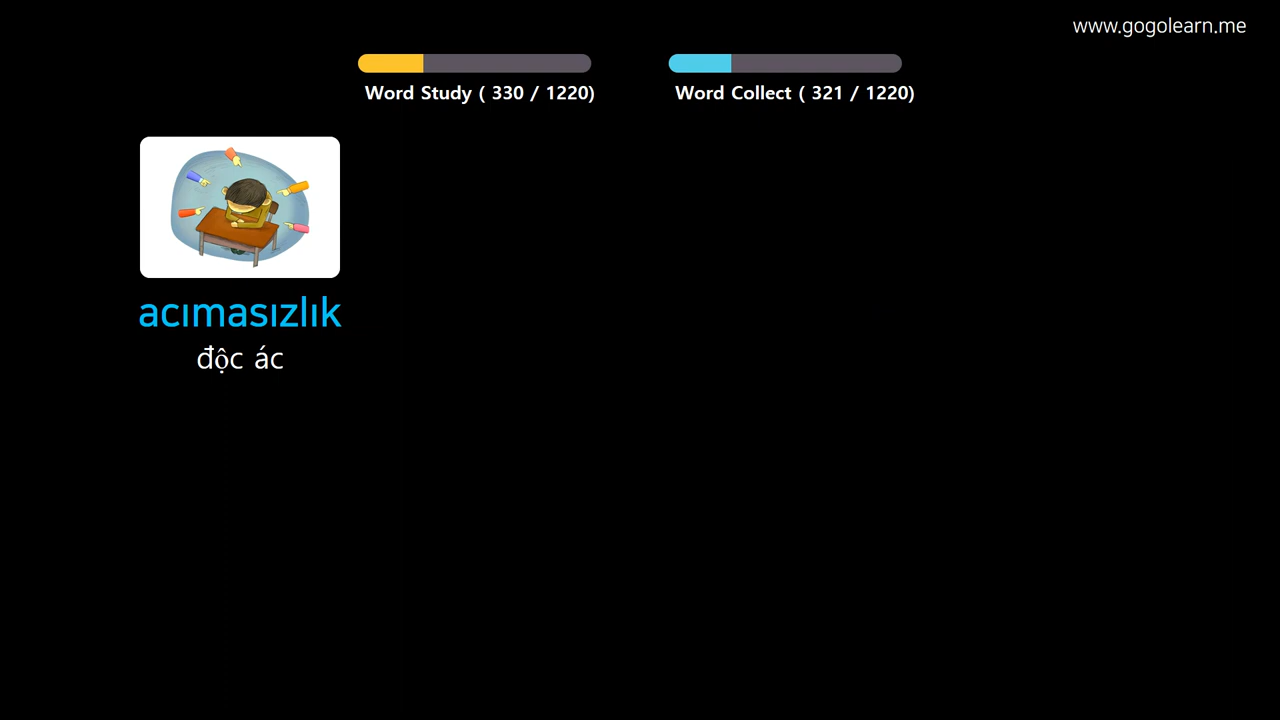 www.gogolearn.me
Word Study ( 330 / 1220)
Word Collect ( 321 / 1220)
acımasızlık
độc ác